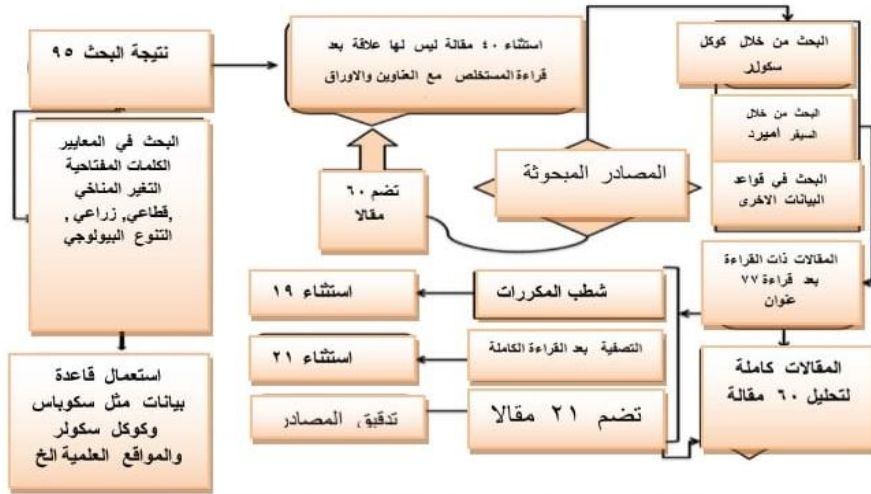 البحث من خلال كوكل
سكولر
البحث من خلال
السيفر أميرد
البحث في قواعد
البيانات الاخرى
المقالات ذات القراءة
بعد قراءة ٧٧
عنوان
المقالات كاملة
لتحليل ٦٠ مقالة
استثناء ٤٠ مقالة ليس لها علاقة بعد
قراءة المستخلص مع العناوين والاوراق
المصادر المبحوثة
تضم ٦٠
مقالا
شطب المكررات
استثناء ١٩
التصفية بعد القراءة الكاملة
استثناء ٢١
تضم ٢١ مقالا
تدقيق المصادر
نتيجة البحث ٩٥
البحث في المعايير
الكلمات المفتاحية
التغير المناخي
,قطاعي, زراعي ,
التنوع البيولوجي
استعمال قاعدة
بيانات مثل سكوباس
وكوكل سكولر
والمواقع العلمية الخ